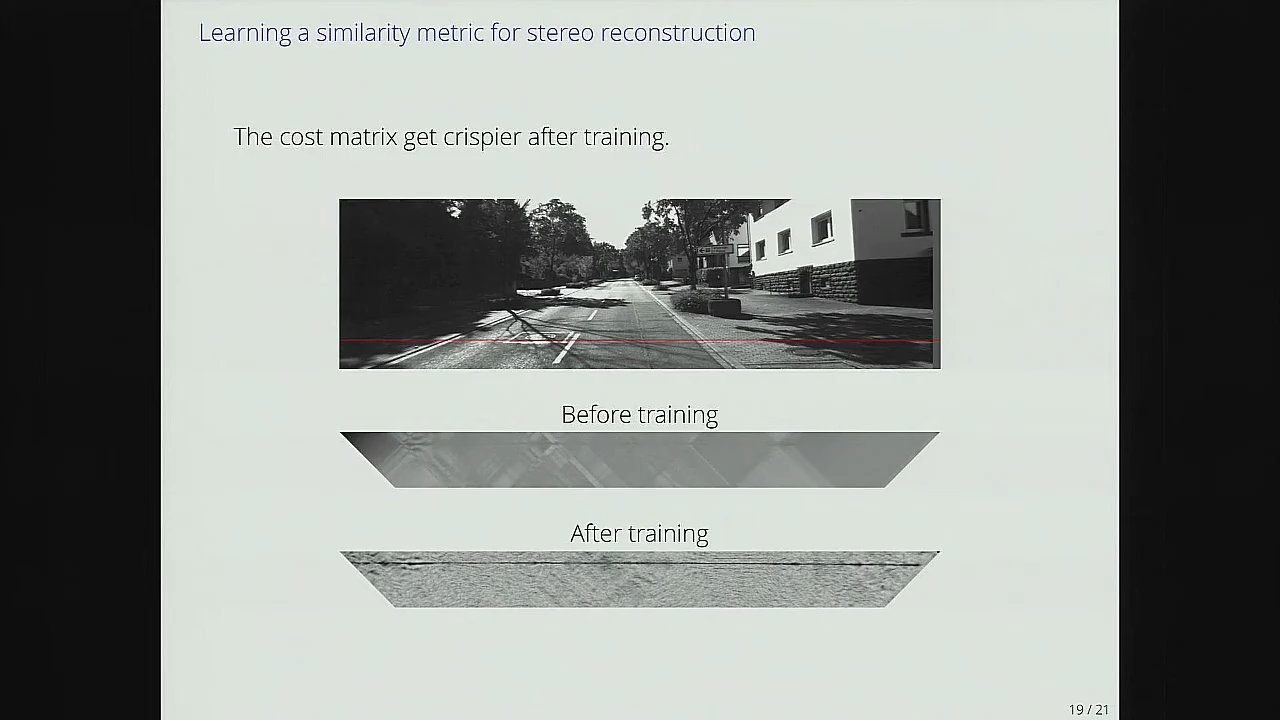 Learning a similarity metric for stereo reconstruction
The cost matrix get crispier after training.
Before training
After training
19 / 21